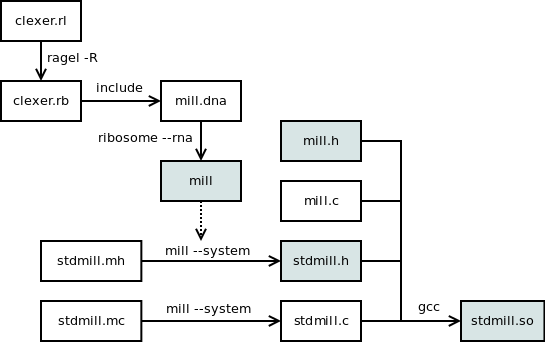 clexer.rl
ragel -R
clexer.rb
include
mill.dna
ribosome --rna
mill.h
mill
mill.c
stdmill.mh
mill --system
stdmill.h
stdmill.mc
mill --system
stdmill.c
gcc
stdmill.so